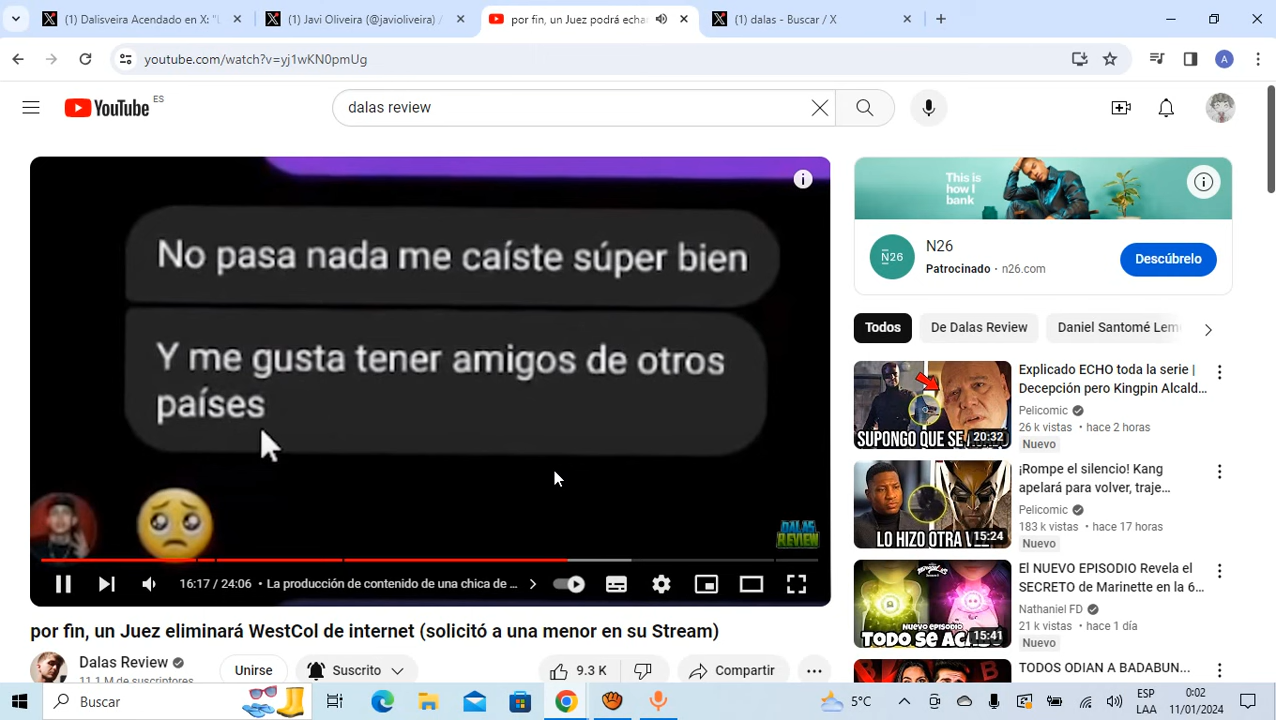 (1) Dalisveira Acendado en X: "L
(1) Javi Oliveira (@javioliveira) /
por fin, un Juez podrá echa
(1) dalas - Buscar / X
youtube.com/watch?v=yj1wKN0pmUg
A
YouTube ES
dalas review
No pasa nada me caíste súper bien
Y me gusta tener amigos de otros
países
DALAS
REVIEW
16:17 / 24:06 • La producción de contenido de una chica de ...
por fin, un Juez eliminará WestCol de internet (solicitó a una menor en su Stream)
Dalas Review
11.1 M de suscriptores
Unirse
Suscrito
9.3 K
Compartir
This is
how I
bank
N26
N26
Patrocinado • n26.com
Descúbrelo
Todos
De Dalas Review
Daniel Santomé Lem
Explicado ECHO toda la serie |
Decepción pero Kingpin Alcald...
Pelicomic
26 k vistas • hace 2 horas
Nuevo
20:32
¡Rompe el silencio! Kang
apelará para volver, traje...
Pelicomic
183 k vistas • hace 17 horas
Nuevo
LO HIZO OTRA VEZ
15:24
El NUEVO EPISODIO Revela el
SECRETO de Marinette en la 6...
Nathaniel FD
21 k vistas • hace 1 día
Nuevo
NUEVO EPISODIO
15:41
TODOS ODIAN A BADABUN...
Buscar
5°C
ESP
LAA
0:02
11/01/2024